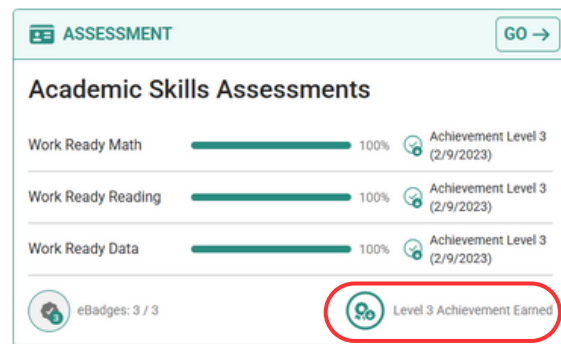 ASSESSMENT
GO →
Academic Skills Assessments
Work Ready Math 100% Achievement Level 3
(2/9/2023)
Work Ready Reading 100% Achievement Level 3
(2/9/2023)
Work Ready Data 100% Achievement Level 3
(2/9/2023)
3 eBadges: 3 / 3 Level 3 Achievement Earned